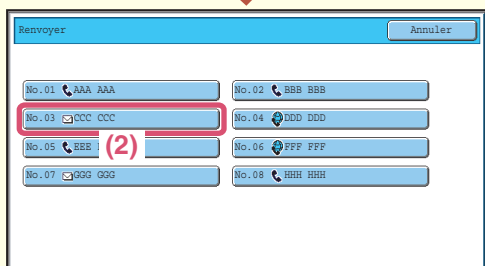 Renvoyer Annuler
No.01 AAA AAA No.02 BBB BBB
No.03 CCC CCC No.04 DDD DDD
(2)
No.05 EEE No.06 FFF FFF
No.07 GGG GGG No.08 HHH HHH